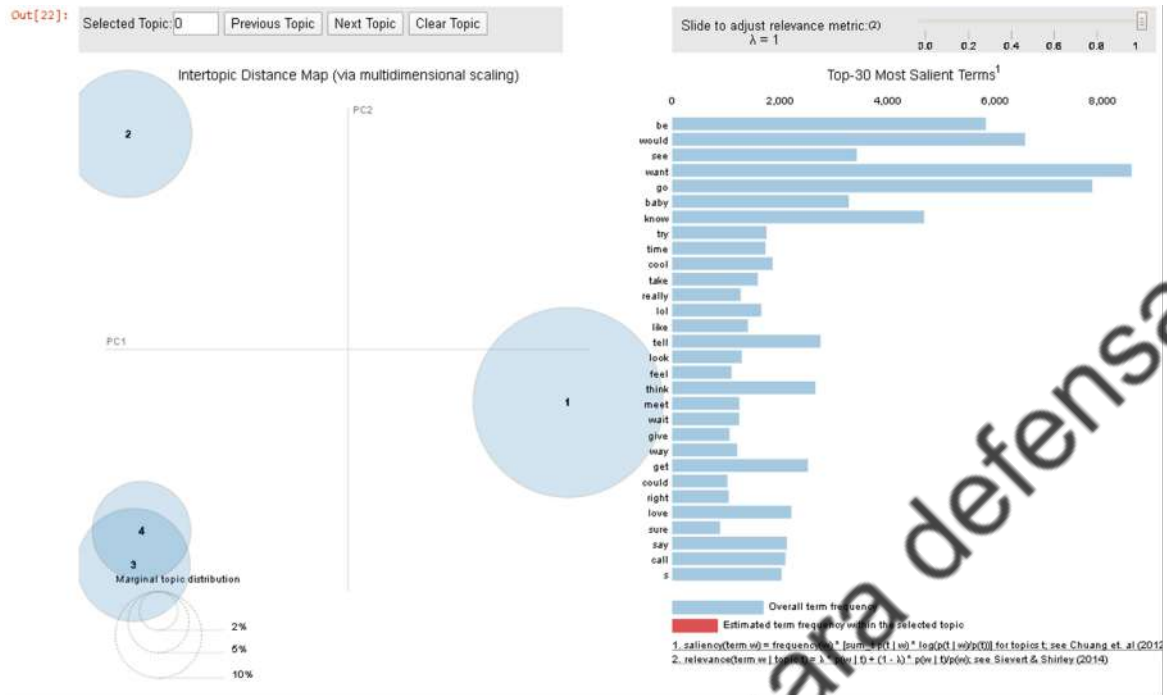 Out[22]:
Selected Topic: 0 Previous Topic Next Topic Clear Topic
Slide to adjust relevance metric:(2)
λ = 1
0.0 0.2 0.4 0.6 0.8 1
Intertopic Distance Map (via multidimensional scaling)
PC2
PC1
2
1
4
3
Marginal topic distribution
2%
5%
10%
Top-30 Most Salient Terms1
0 2,000 4,000 6,000 8,000
be
would
see
want
go
baby
know
try
time
cool
take
really
lol
like
tell
look
feel
think
meet
wait
give
way
get
could
right
love
sure
say
call
s
Overall term frequency
Estimated term frequency within the selected topic
1. saliency(term w) = frequency(w) * [sum_t p(t | w) * log(p(t | w)/p(t))] for topics t; see Chuang et. al (2012
2. relevance(term w | topic t) = λ * p(w | t) + (1 - λ) * p(w | t)/p(w); see Sievert & Shirley (2014)
ara defensa